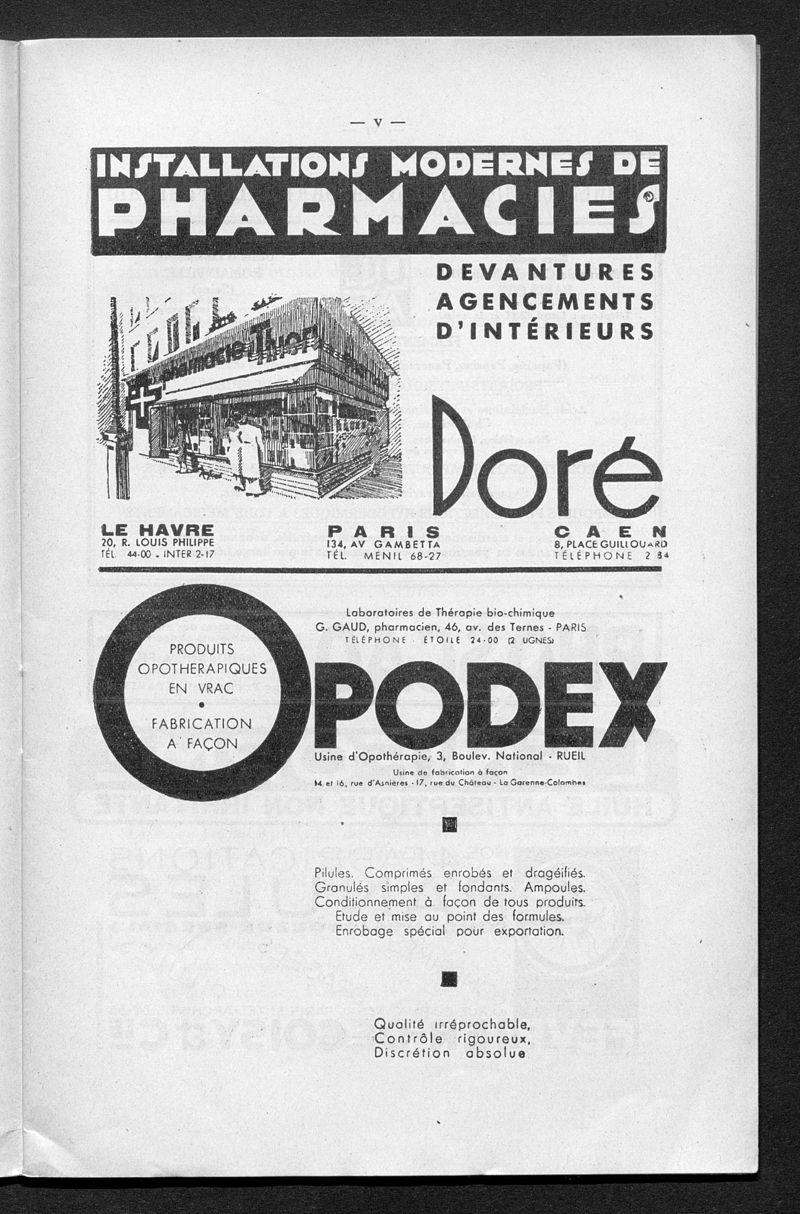 — V —
INSTALLATIONS MODERNES DE
PHARMACIES
DEVANTURES
AGENCEMENTS
D'INTÉRIEURS
pharmacie Thiory
Doré
LE HAVRE
20, R. LOUIS PHILIPPE
TÉL. 44-00 - INTER 2-17
PARIS
134, AV GAMBETTA
TÉL. MENIL 68-27
CAEN
8, PLACE GUILLOUARD
TÉLÉPHONE 2 84
Laboratoires de Thérapie bio-chimique
G. GAUD, pharmacien, 46, av. des Ternes - PARIS
TÉLÉPHONE · ÉTOILE 24-00 (2 LIGNES)
PRODUITS
OPOTHERAPIQUES
EN VRAC
•
FABRICATION
A FAÇON
OPODEX
Usine d'Opothérapie, 3, Boulev. National - RUEIL
Usine de fabrication à façon
14 et 16, rue d'Asnières - 17, rue du Château - La Garenne-Colombes
Pilules. Comprimés enrobés et dragéifiés.
Granulés simples et fondants. Ampoules.
Conditionnement à façon de tous produits.
Etude et mise au point des formules.
Enrobage spécial pour exportation.
Qualité irréprochable,
Contrôle rigoureux,
Discrétion absolue